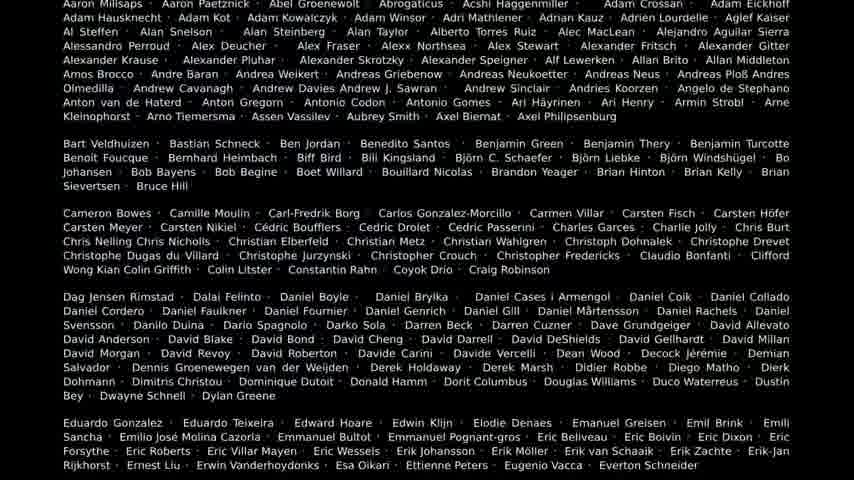 Aaron Millsaps · Aaron Paetznick · Abel Groenewolt · Abrogaticus · Acshi Haggenmiller · Adam Crossan · Adam Eickhoff
Adam Hausknecht · Adam Kot · Adam Kowalczyk · Adam Winsor · Adri Mathlener · Adrian Kauz · Adrien Lourdelle · Aglef Kaiser
Al Steffen · Alan Snelson · Alan Steinberg · Alan Taylor · Alberto Torres Ruiz · Alec MacLean · Alejandro Aguilar Sierra
Alessandro Perroud · Alex Deucher · Alex Fraser · Alexx Northsea · Alex Stewart · Alexander Fritsch · Alexander Gitter
Alexander Krause · Alexander Pluhar · Alexander Skrotzky · Alexander Speigner · Alf Lewerken · Allan Brito · Allan Middleton
Amos Brocco · Andre Baran · Andrea Weikert · Andreas Griebenow · Andreas Neukoetter · Andreas Neus · Andreas Ploß Andres
Olmedilla · Andrew Cavanagh · Andrew Davies Andrew J. Sawran · Andrew Sinclair · Andries Koorzen · Angelo de Stephano
Anton van de Haterd · Anton Gregorn · Antonio Codon · Antonio Gomes · Ari Häyrinen · Ari Henry · Armin Strobl · Arne
Kleinophorst · Arno Tiemersma · Assen Vassilev · Aubrey Smith · Axel Biernat · Axel Philipsenburg
Bart Veldhuizen · Bastian Schneck · Ben Jordan · Benedito Santos · Benjamin Green · Benjamin Thery · Benjamin Turcotte
Benoit Foucque · Bernhard Heimbach · Biff Bird · Bill Kingsland · Björn C. Schaefer · Björn Liebke · Björn Windshügel · Bo
Johansen · Bob Bayens · Bob Begine · Boet Willard · Bouillard Nicolas · Brandon Yeager · Brian Hinton · Brian Kelly · Brian
Sievertsen · Bruce Hill
Cameron Bowes · Camille Moulin · Carl-Fredrik Borg · Carlos Gonzalez-Morcillo · Carmen Villar · Carsten Fisch · Carsten Höfer
Carsten Meyer · Carsten Nikiel · Cédric Boufflers · Cedric Drolet · Cedric Passerini · Charles Garces · Charlie Jolly · Chris Burt
Chris Nelling Chris Nicholls · Christian Elberfeld · Christian Metz · Christian Wahlgren · Christoph Dohnalek · Christophe Drevet
Christophe Dugas du Villard · Christophe Jurzynski · Christopher Crouch · Christopher Fredericks · Claudio Bonfanti · Clifford
Wong Kian Colin Griffith · Colin Litster · Constantin Rahn · Coyok Drio · Craig Robinson
Dag Jensen Rimstad · Dalai Felinto · Daniel Boyle · Daniel Brylka · Daniel Cases i Armengol · Daniel Coik · Daniel Collado
Daniel Cordero · Daniel Faulkner · Daniel Fournier · Daniel Genrich · Daniel Gill · Daniel Mårtensson · Daniel Rachels · Daniel
Svensson · Danilo Duina · Dario Spagnolo · Darko Sola · Darren Beck · Darren Cuzner · Dave Grundgeiger · David Allevato
David Anderson · David Blake · David Bond · David Cheng · David Darrell · David DeShields · David Gellhardt · David Millan
David Morgan · David Revoy · David Roberton · Davide Carini · Davide Vercelli · Dean Wood · Decock Jérémie · Demian
Salvador · Dennis Groenewegen van der Weijden · Derek Holdaway · Derek Marsh · Didier Robbe · Diego Matho · Dierk
Dohmann · Dimitris Christou · Dominique Dutoit · Donald Hamm · Dorit Columbus · Douglas Williams · Duco Waterreus · Dustin
Bey · Dwayne Schnell · Dylan Greene
Eduardo Gonzalez · Eduardo Teixeira · Edward Hoare · Edwin Klijn · Elodie Denaes · Emanuel Greisen · Emil Brink · Emili
Sancha · Emilio José Molina Cazorla · Emmanuel Bultot · Emmanuel Pognant-gros · Eric Beliveau · Eric Boivin · Eric Dixon · Eric
Forsythe · Eric Roberts · Eric Villar Mayen · Eric Wesseis · Erik Johansson · Erik Möller · Erik van Schaaik · Erik Zachte · Erik-Jan
Rijkhorst · Ernest Liu · Erwin Vanderhoydonks · Esa Oikari · Ettienne Peters · Eugenio Vacca · Everton Schneider